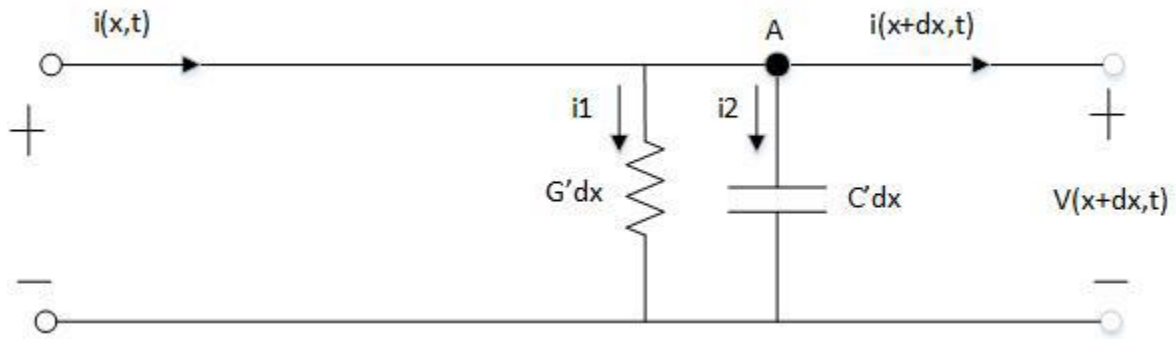 i(x,t)
A
i(x+dx,t)
+
i1
i2
+
G'dx
C'dx
V(x+dx,t)
−
−